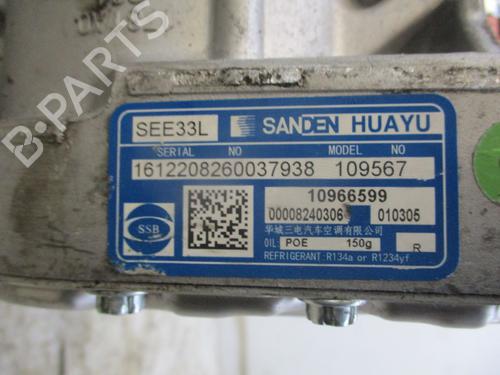 B-PARTS
SEE33L SANDEN HUAYU
SERIAL NO MODEL NO
1612208260037938 109567
10966599
00008240306 010305
SSB
华域三电汽车空调有限公司
OIL: POE 150g R
REFRIGERANT:R134a or R1234yf